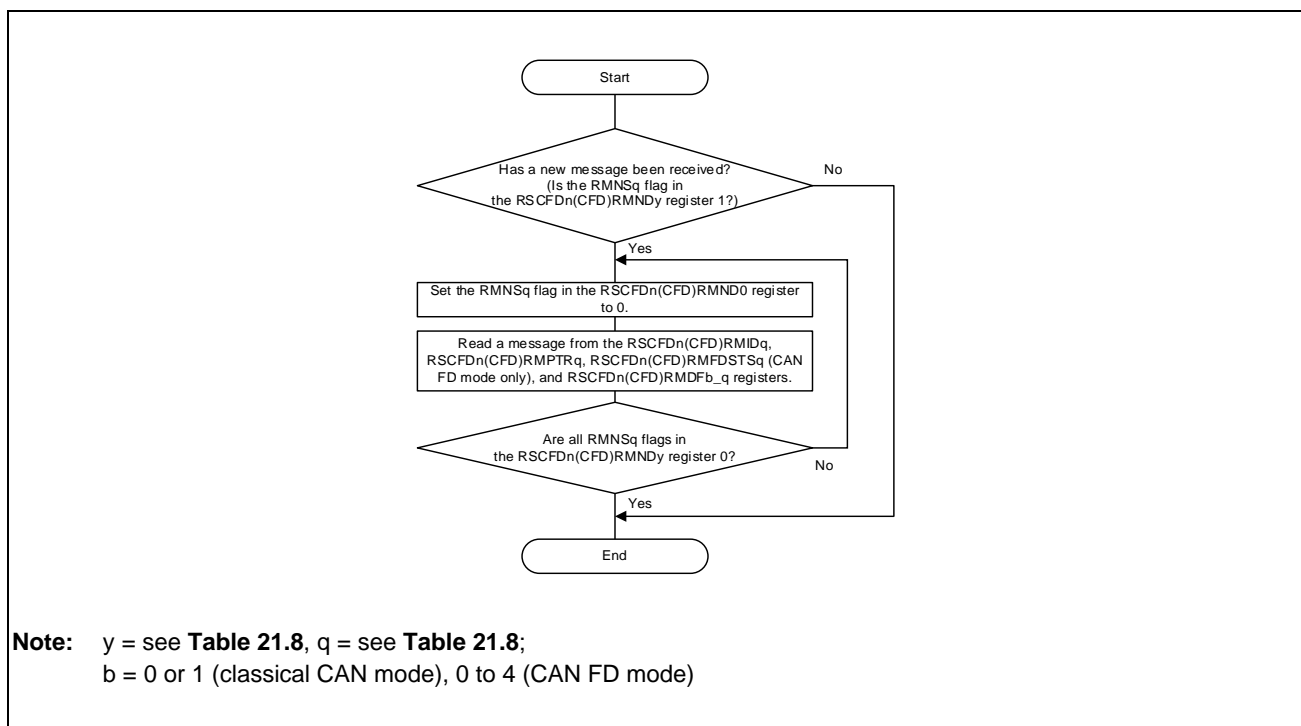 Start
Has a new message been received?
(Is the RMNSq flag in
the RSCFDn(CFD)RMNDy register 1?)
No
Yes
Set the RMNSq flag in the RSCFDn(CFD)RMND0 register
to 0.
Read a message from the RSCFDn(CFD)RMIDq,
RSCFDn(CFD)RMPTRq, RSCFDn(CFD)RMFDSTSq (CAN
FD mode only), and RSCFDn(CFD)RMDFb_q registers.
Are all RMNSq flags in
the RSCFDn(CFD)RMNDy register 0?
No
Yes
End
Note: y = see Table 21.8, q = see Table 21.8;
b = 0 or 1 (classical CAN mode), 0 to 4 (CAN FD mode)